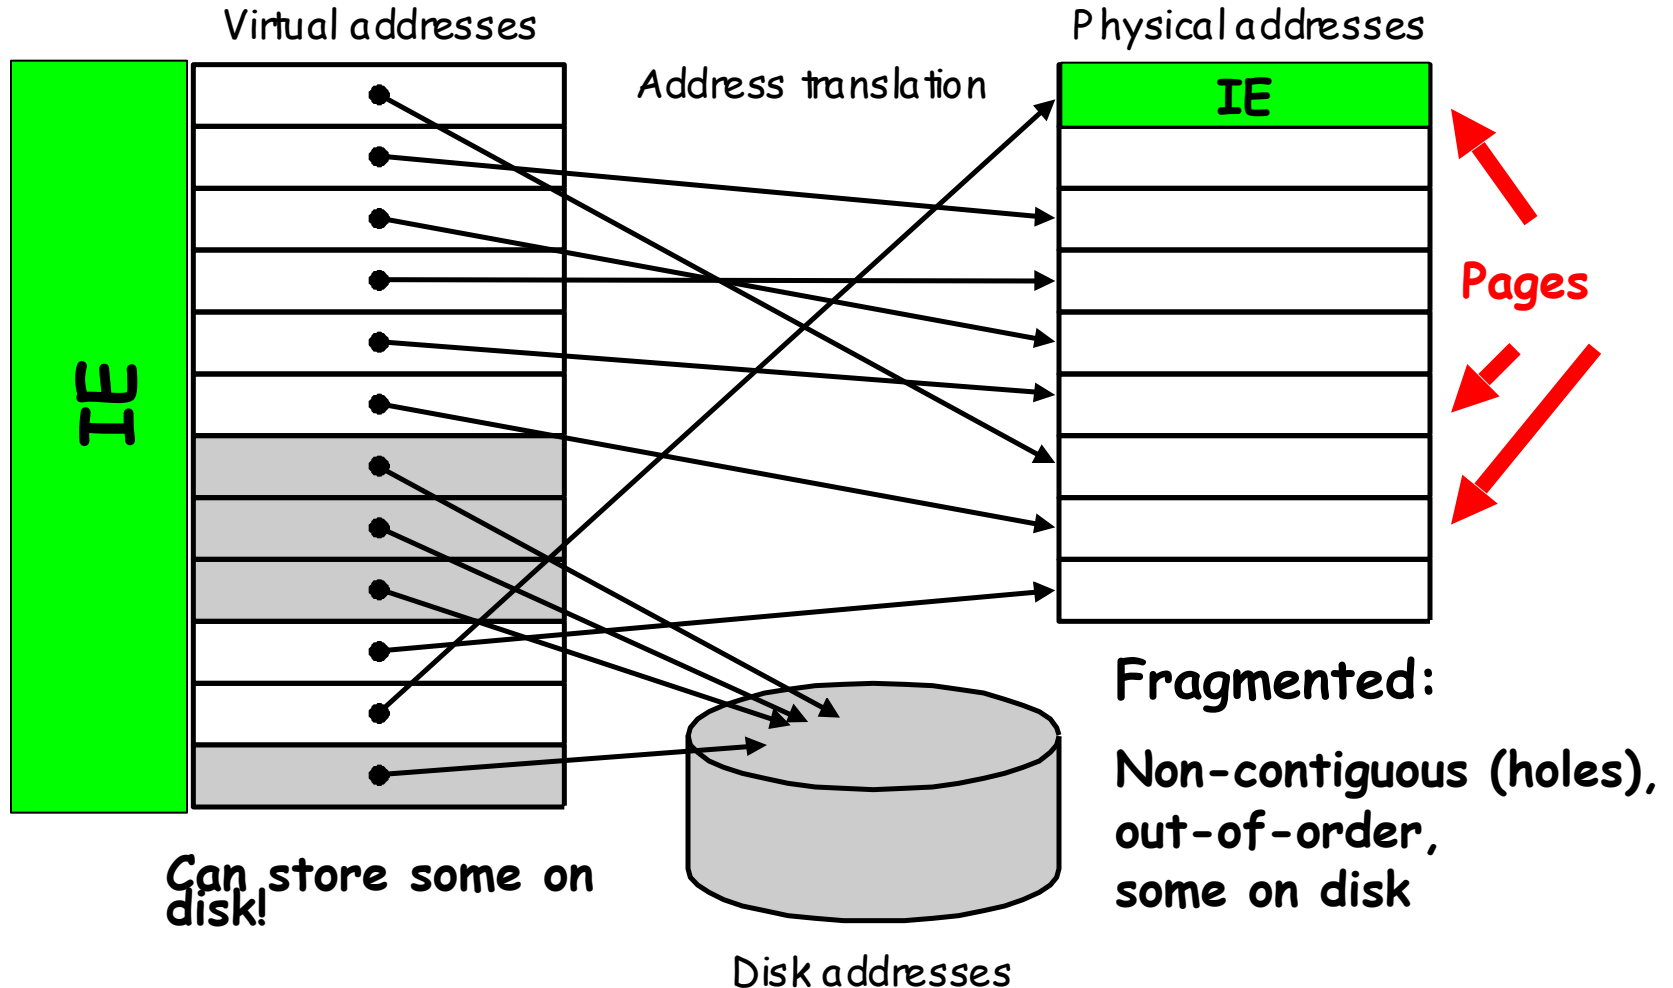 Virtual addresses
Physical addresses
Address translation
IE
IE
Pages
Fragmented:
Non-contiguous (holes),
out-of-order,
some on disk
Can store some on
disk!
Disk addresses